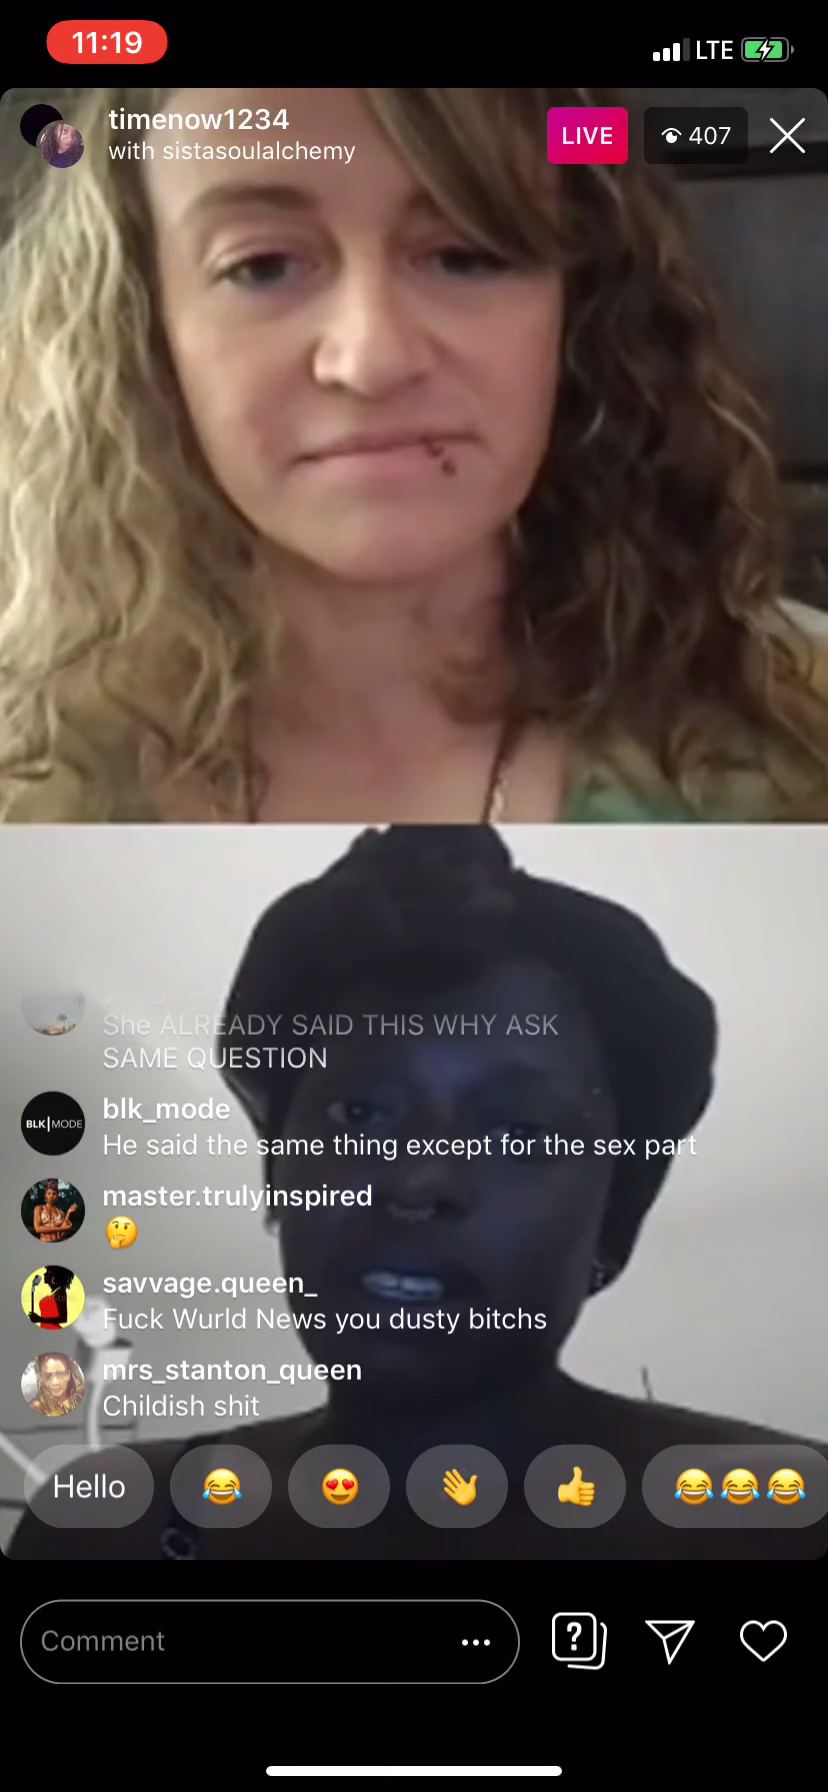 11:19
LTE
timenow1234
with sistasoulalchemy
LIVE
407
She ALREADY SAID THIS WHY ASK
SAME QUESTION
BLK|MODE
blk_mode
He said the same thing except for the sex part
master.trulyinspired
🤔
savvage.queen_
Fuck Wurld News you dusty bitchs
mrs_stanton_queen
Childish shit
Hello
😂
😍
👋
👍
😂😂😂
Comment
?